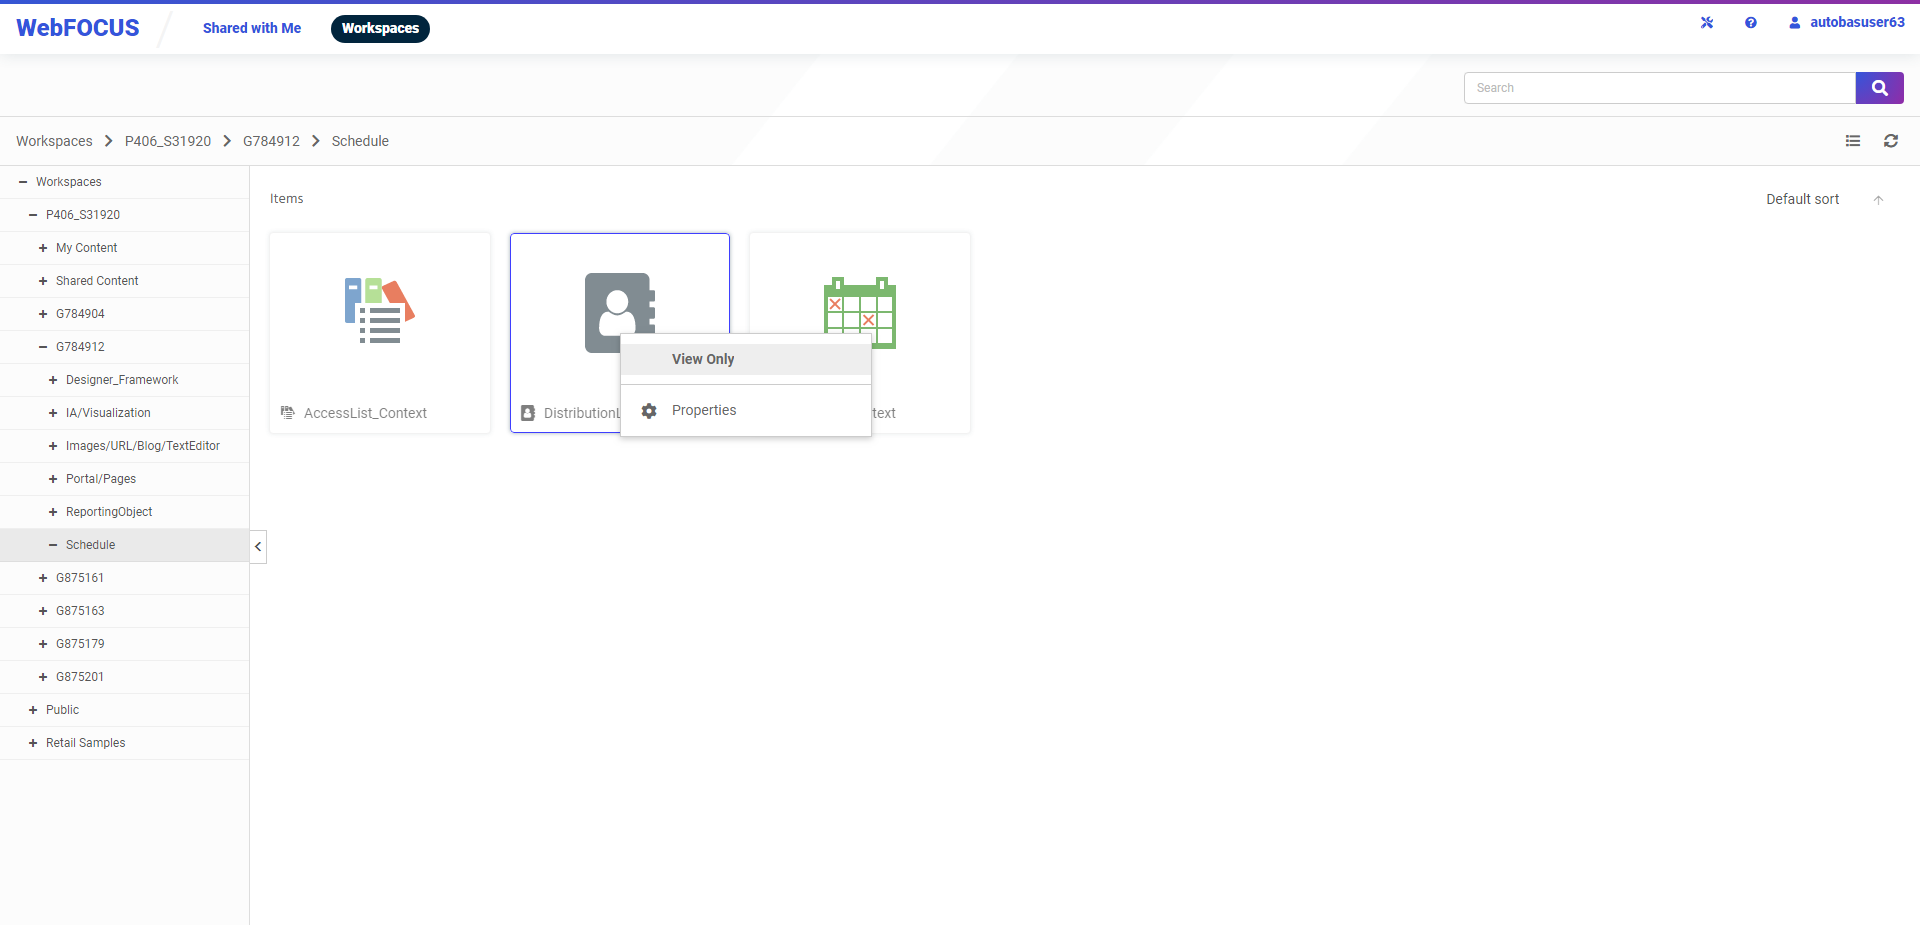 WebFOCUS
Shared with Me
Workspaces
autobasuser63
Search
Workspaces
P406_S31920
G784912
Schedule
Workspaces
P406_S31920
My Content
Shared Content
G784904
G784912
Designer_Framework
IA/Visualization
Images/URL/Blog/TextEditor
Portal/Pages
ReportingObject
Schedule
G875161
G875163
G875179
G875201
Public
Retail Samples
Items
Default sort
AccessList_Context
DistributionL
text
View Only
Properties